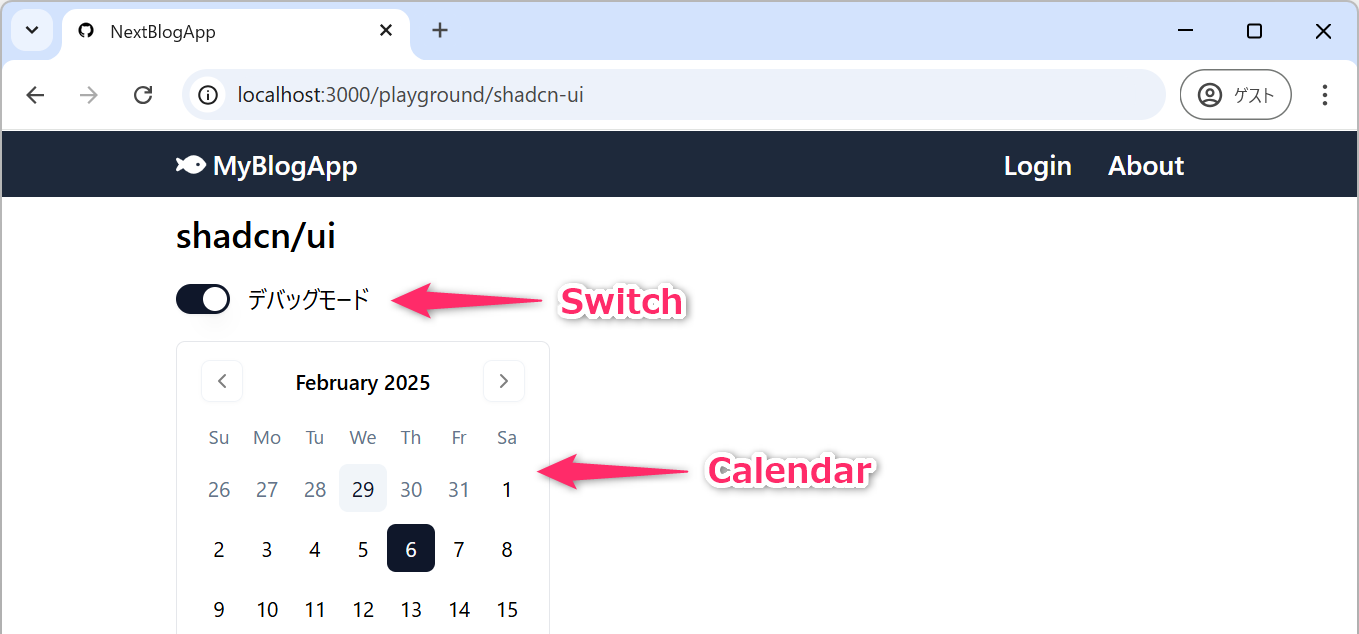 NextBlogApp
localhost:3000/playground/shadcn-ui
ゲスト
MyBlogApp Login About
shadcn/ui
デバッグモード Switch
February 2025
Su Mo Tu We Th Fr Sa
Calendar
26 27 28 29 30 31 1
2 3 4 5 6 7 8
9 10 11 12 13 14 15